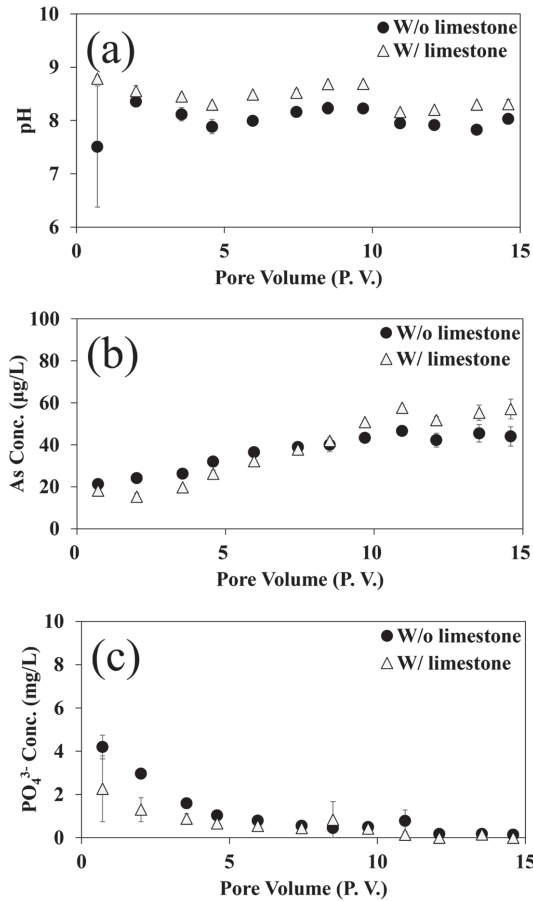 10
(a)
W/o limestone
W/ limestone
9
8
7
6
pH
0
5
10
15
Pore Volume (P. V.)
100
(b)
W/o limestone
W/ limestone
80
60
40
20
0
As Conc. (µg/L)
0
5
10
15
Pore Volume (P. V.)
10
(c)
W/o limestone
W/ limestone
8
6
4
2
0
PO₄³⁻ Conc. (mg/L)
0
5
10
15
Pore Volume (P. V.)